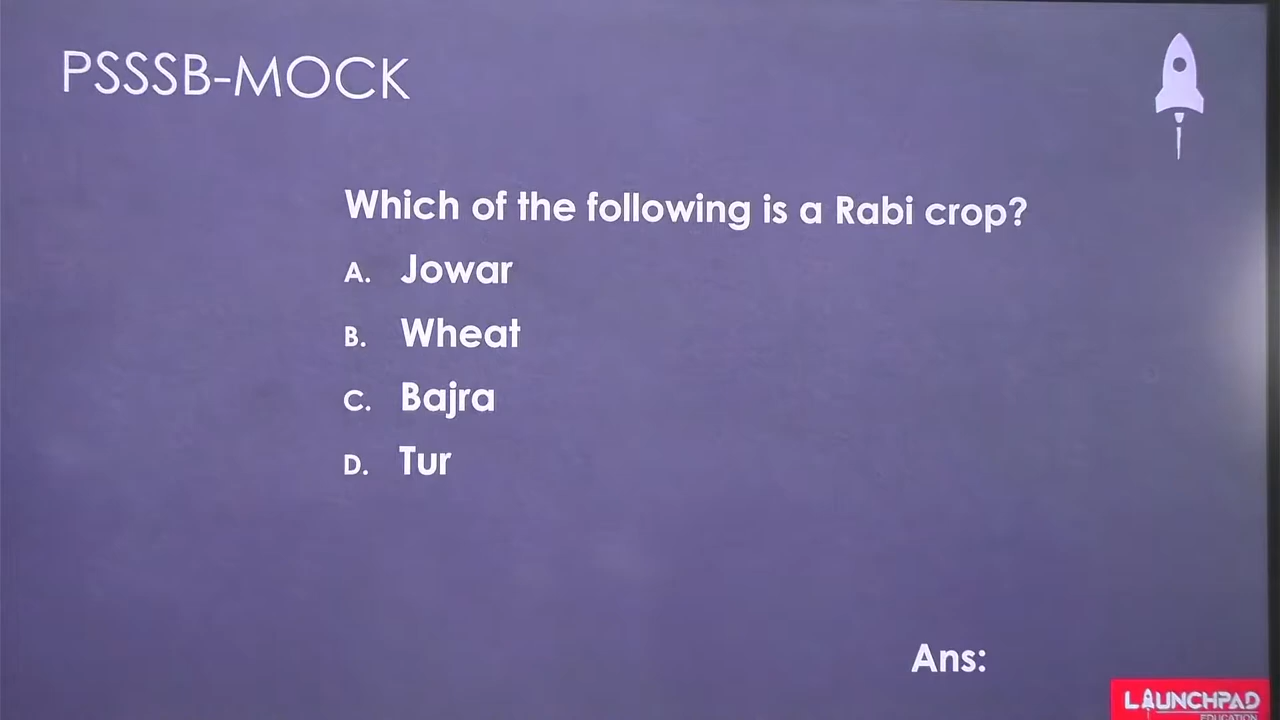 PSSSB-MOCK
Which of the following is a Rabi crop?
A. Jowar
B. Wheat
C. Bajra
D. Tur
Ans:
LAUNCHPAD
EDUCATION